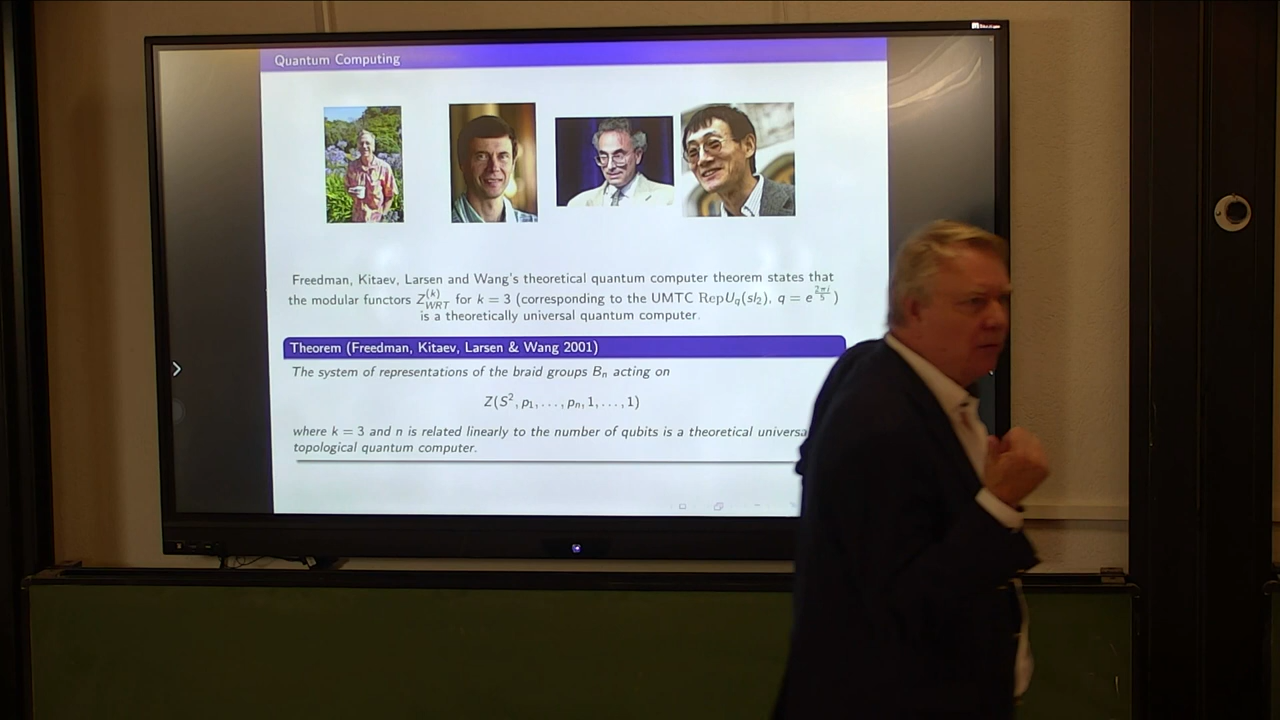 Quantum Computing
Freedman, Kitaev, Larsen and Wang's theoretical quantum computer theorem states that
the modular functors $Z^{(k)}_{WRT}$ for $k = 3$ (corresponding to the UMTC Rep$U_q(sl_2)$, $q = e^{\frac{2\pi i}{5}}$)
is a theoretically universal quantum computer.
Theorem (Freedman, Kitaev, Larsen & Wang 2001)
The system of representations of the braid groups $B_n$ acting on
$Z(S^2, p_1, \ldots, p_n, 1, \ldots, 1)$
where $k = 3$ and $n$ is related linearly to the number of qubits is a theoretical universa
topological quantum computer.